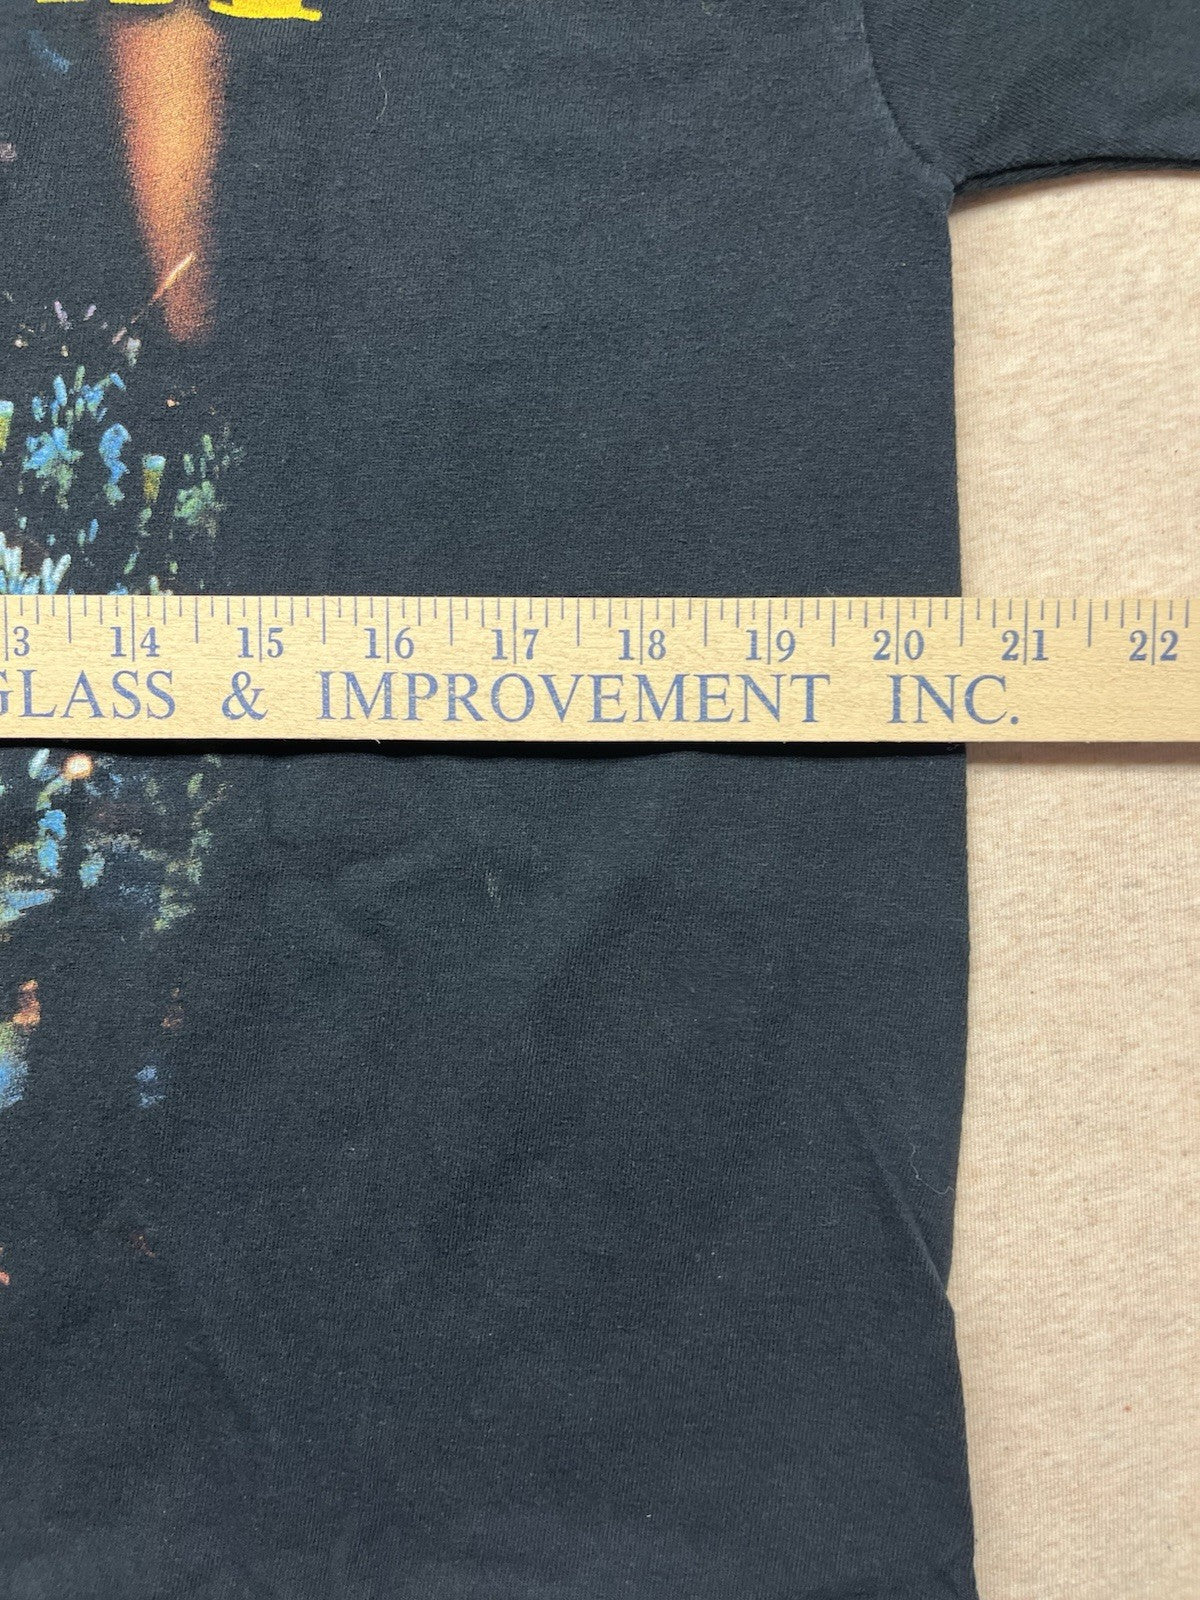 13 14 15 16 17 18 19 20 21 22
GLASS & IMPROVEMENT INC.